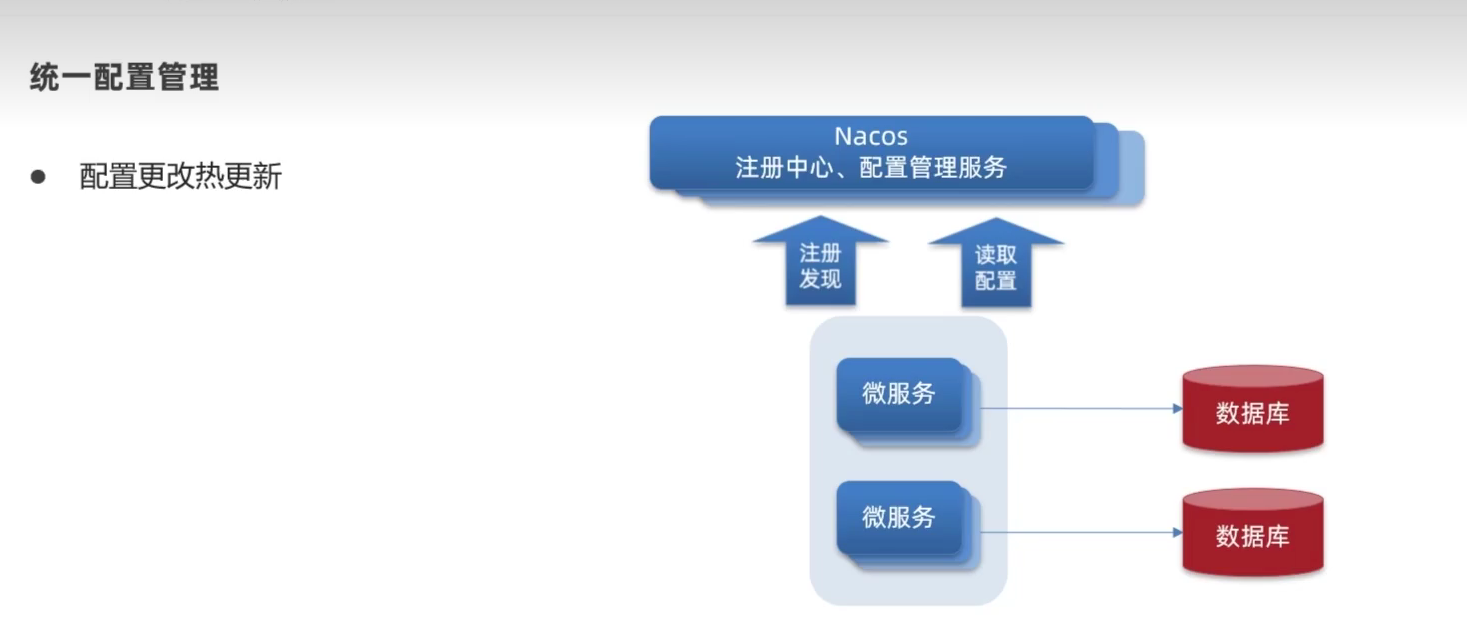 统一配置管理
● 配置更改热更新
Nacos
注册中心、配置管理服务
注册
发现
读取
配置
微服务
数据库
微服务
数据库